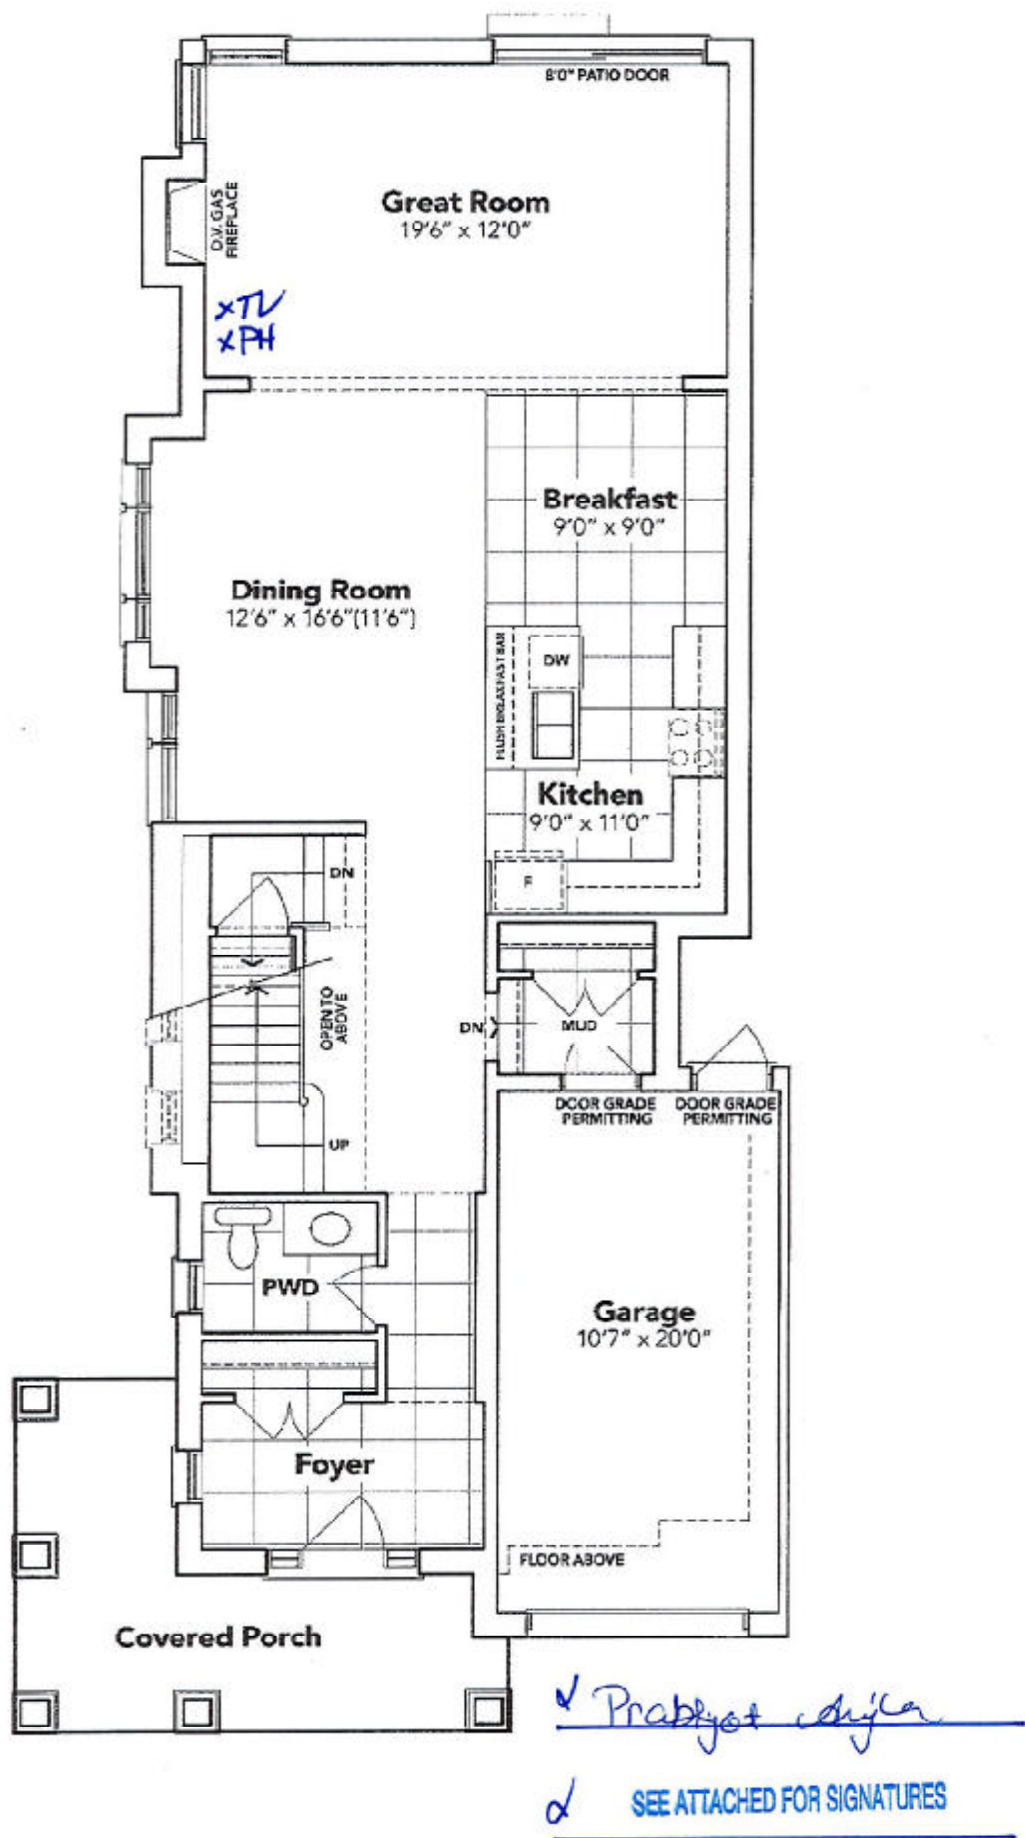 8'0" PATIO DOOR
Great Room
19'6" x 12'0"
D.V. GAS
FIREPLACE
xTV
xPH
Breakfast
9'0" x 9'0"
Dining Room
12'6" x 16'6"(11'6")
FLUSH BREAKFAST BAR
DW
Kitchen
9'0" x 11'0"
F
DN
OPEN TO
ABOVE
DN
MUD
DOOR GRADE
PERMITTING
DOOR GRADE
PERMITTING
UP
PWD
Garage
10'7" x 20'0"
Foyer
FLOOR ABOVE
Covered Porch
SEE ATTACHED FOR SIGNATURES